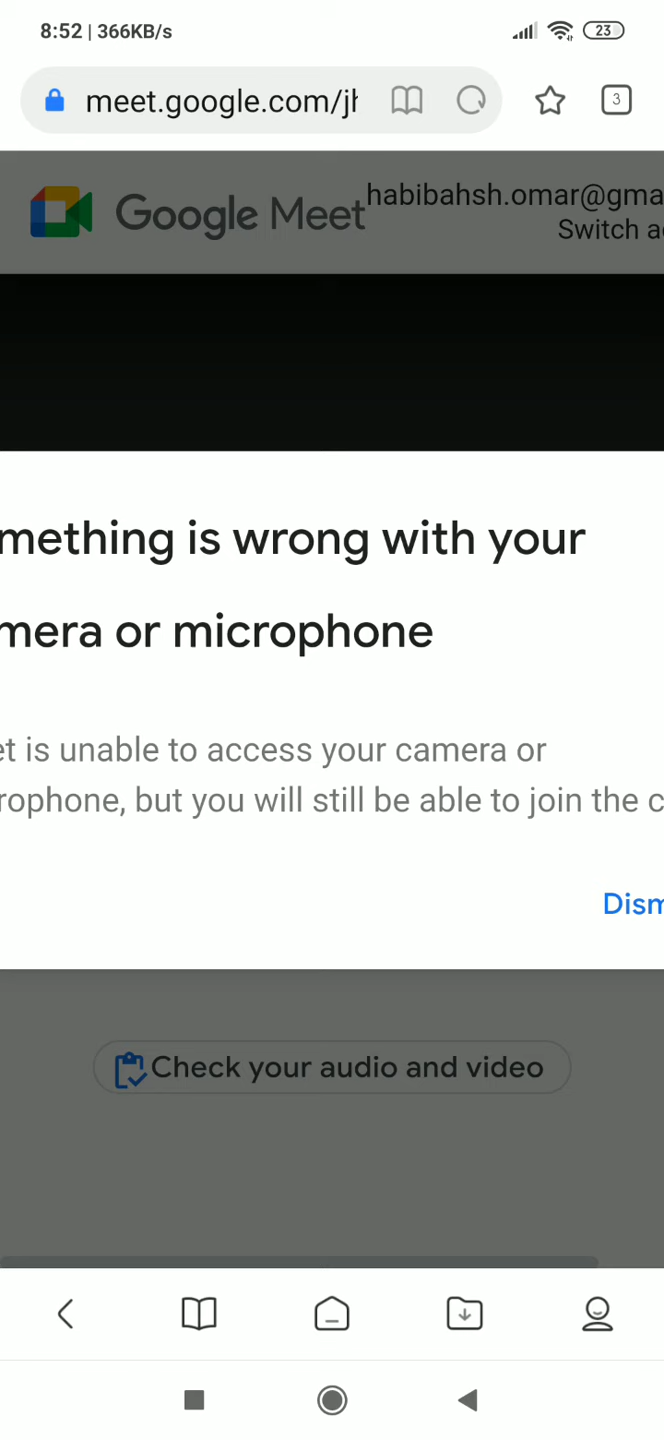 8:52 | 366KB/s
23
meet.google.com/jh
3
Google Meet
habibahsh.omar@gma
Switch a
mething is wrong with your
mera or microphone
et is unable to access your camera or
rophone, but you will still be able to join the c
Dism
Check your audio and video